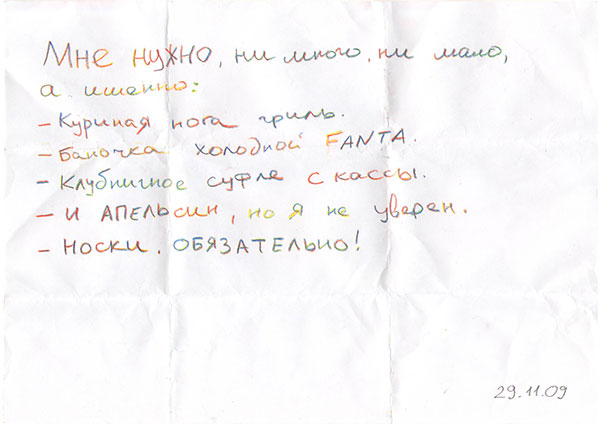 Мне нужно, ни много, ни мало,
а именно:
- Куриная нога гриль.
- Баночка холодной FANTA.
- Клубничное суфле с кассы.
- И АПЕЛЬСИН, но я не уверен.
- Носки. ОБЯЗАТЕЛЬНО!
29.11.09